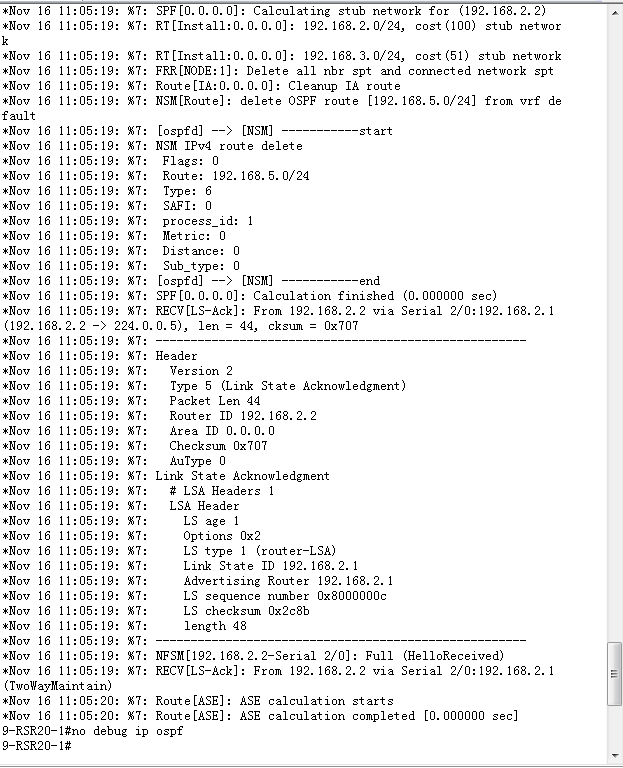 *Nov 16 11:05:19: %7: SPF[0.0.0.0]: Calculating stub network for (192.168.2.2)
*Nov 16 11:05:19: %7: RT[Install:0.0.0.0]: 192.168.2.0/24, cost(100) stub networ
k
*Nov 16 11:05:19: %7: RT[Install:0.0.0.0]: 192.168.3.0/24, cost(51) stub network
*Nov 16 11:05:19: %7: FRR[NODE:1]: Delete all nbr spt and connected network spt
*Nov 16 11:05:19: %7: Route[IA:0.0.0.0]: Cleanup IA route
*Nov 16 11:05:19: %7: NSM[Route]: delete OSPF route [192.168.5.0/24] from vrf de
fault
*Nov 16 11:05:19: %7: [ospfd] --> [NSM] -----------start
*Nov 16 11:05:19: %7: NSM IPv4 route delete
*Nov 16 11:05:19: %7:  Flags: 0
*Nov 16 11:05:19: %7:  Route: 192.168.5.0/24
*Nov 16 11:05:19: %7:  Type: 6
*Nov 16 11:05:19: %7:  SAFI: 0
*Nov 16 11:05:19: %7:  process_id: 1
*Nov 16 11:05:19: %7:  Metric: 0
*Nov 16 11:05:19: %7:  Distance: 0
*Nov 16 11:05:19: %7:  Sub_type: 0
*Nov 16 11:05:19: %7: [ospfd] --> [NSM] -----------end
*Nov 16 11:05:19: %7: SPF[0.0.0.0]: Calculation finished (0.000000 sec)
*Nov 16 11:05:19: %7: RECV[LS-Ack]: From 192.168.2.2 via Serial 2/0:192.168.2.1
(192.168.2.2 -> 224.0.0.5), len = 44, cksum = 0x707
*Nov 16 11:05:19: %7: -----------------------------------------------------
*Nov 16 11:05:19: %7: Header
*Nov 16 11:05:19: %7:   Version 2
*Nov 16 11:05:19: %7:   Type 5 (Link State Acknowledgment)
*Nov 16 11:05:19: %7:   Packet Len 44
*Nov 16 11:05:19: %7:   Router ID 192.168.2.2
*Nov 16 11:05:19: %7:   Area ID 0.0.0.0
*Nov 16 11:05:19: %7:   Checksum 0x707
*Nov 16 11:05:19: %7:   AuType 0
*Nov 16 11:05:19: %7: Link State Acknowledgment
*Nov 16 11:05:19: %7:   # LSA Headers 1
*Nov 16 11:05:19: %7:   LSA Header
*Nov 16 11:05:19: %7:     LS age 1
*Nov 16 11:05:19: %7:     Options 0x2
*Nov 16 11:05:19: %7:     LS type 1 (router-LSA)
*Nov 16 11:05:19: %7:     Link State ID 192.168.2.1
*Nov 16 11:05:19: %7:     Advertising Router 192.168.2.1
*Nov 16 11:05:19: %7:     LS sequence number 0x8000000c
*Nov 16 11:05:19: %7:     LS checksum 0x2c8b
*Nov 16 11:05:19: %7:     length 48
*Nov 16 11:05:19: %7: -----------------------------------------------------
*Nov 16 11:05:19: %7: NFSM[192.168.2.2-Serial 2/0]: Full (HelloReceived)
*Nov 16 11:05:19: %7: RECV[LS-Ack]: From 192.168.2.2 via Serial 2/0:192.168.2.1
(TwoWayMaintain)
*Nov 16 11:05:20: %7: Route[ASE]: ASE calculation starts
*Nov 16 11:05:20: %7: Route[ASE]: ASE calculation completed [0.000000 sec]
9-RSR20-1#no debug ip ospf
9-RSR20-1#